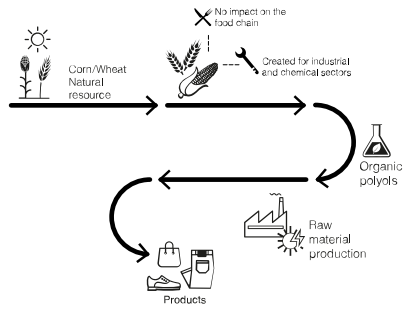 No impact on the
food chain
Corn/Wheat
Natural
resource
Created for industrial
and chemical sectors
Organic
polyols
Raw
material
production
Products